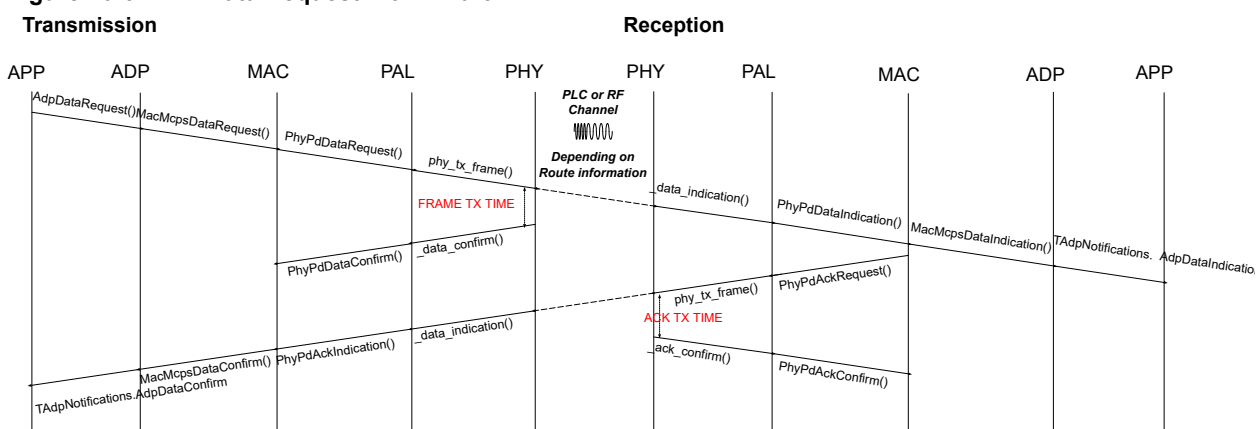 Transmission
Reception
APP
ADP
MAC
PAL
PHY
PHY
PAL
MAC
ADP
APP
PLC or RF
Channel
Depending on
Route information
AdpDataRequest()
MacMcpsDataRequest()
PhyPdDataRequest()
phy_tx_frame()
FRAME TX TIME
_data_indication()
PhyPdDataIndication()
MacMcpsDataIndication()
TAdpNotifications.
AdpDataIndication
_data_confirm()
PhyPdDataConfirm()
PhyPdAckRequest()
phy_tx_frame()
ACK TX TIME
_ack_confirm()
PhyPdAckConfirm()
_data_indication()
PhyPdAckIndication()
MacMcpsDataConfirm()
TAdpNotifications.AdpDataConfirm